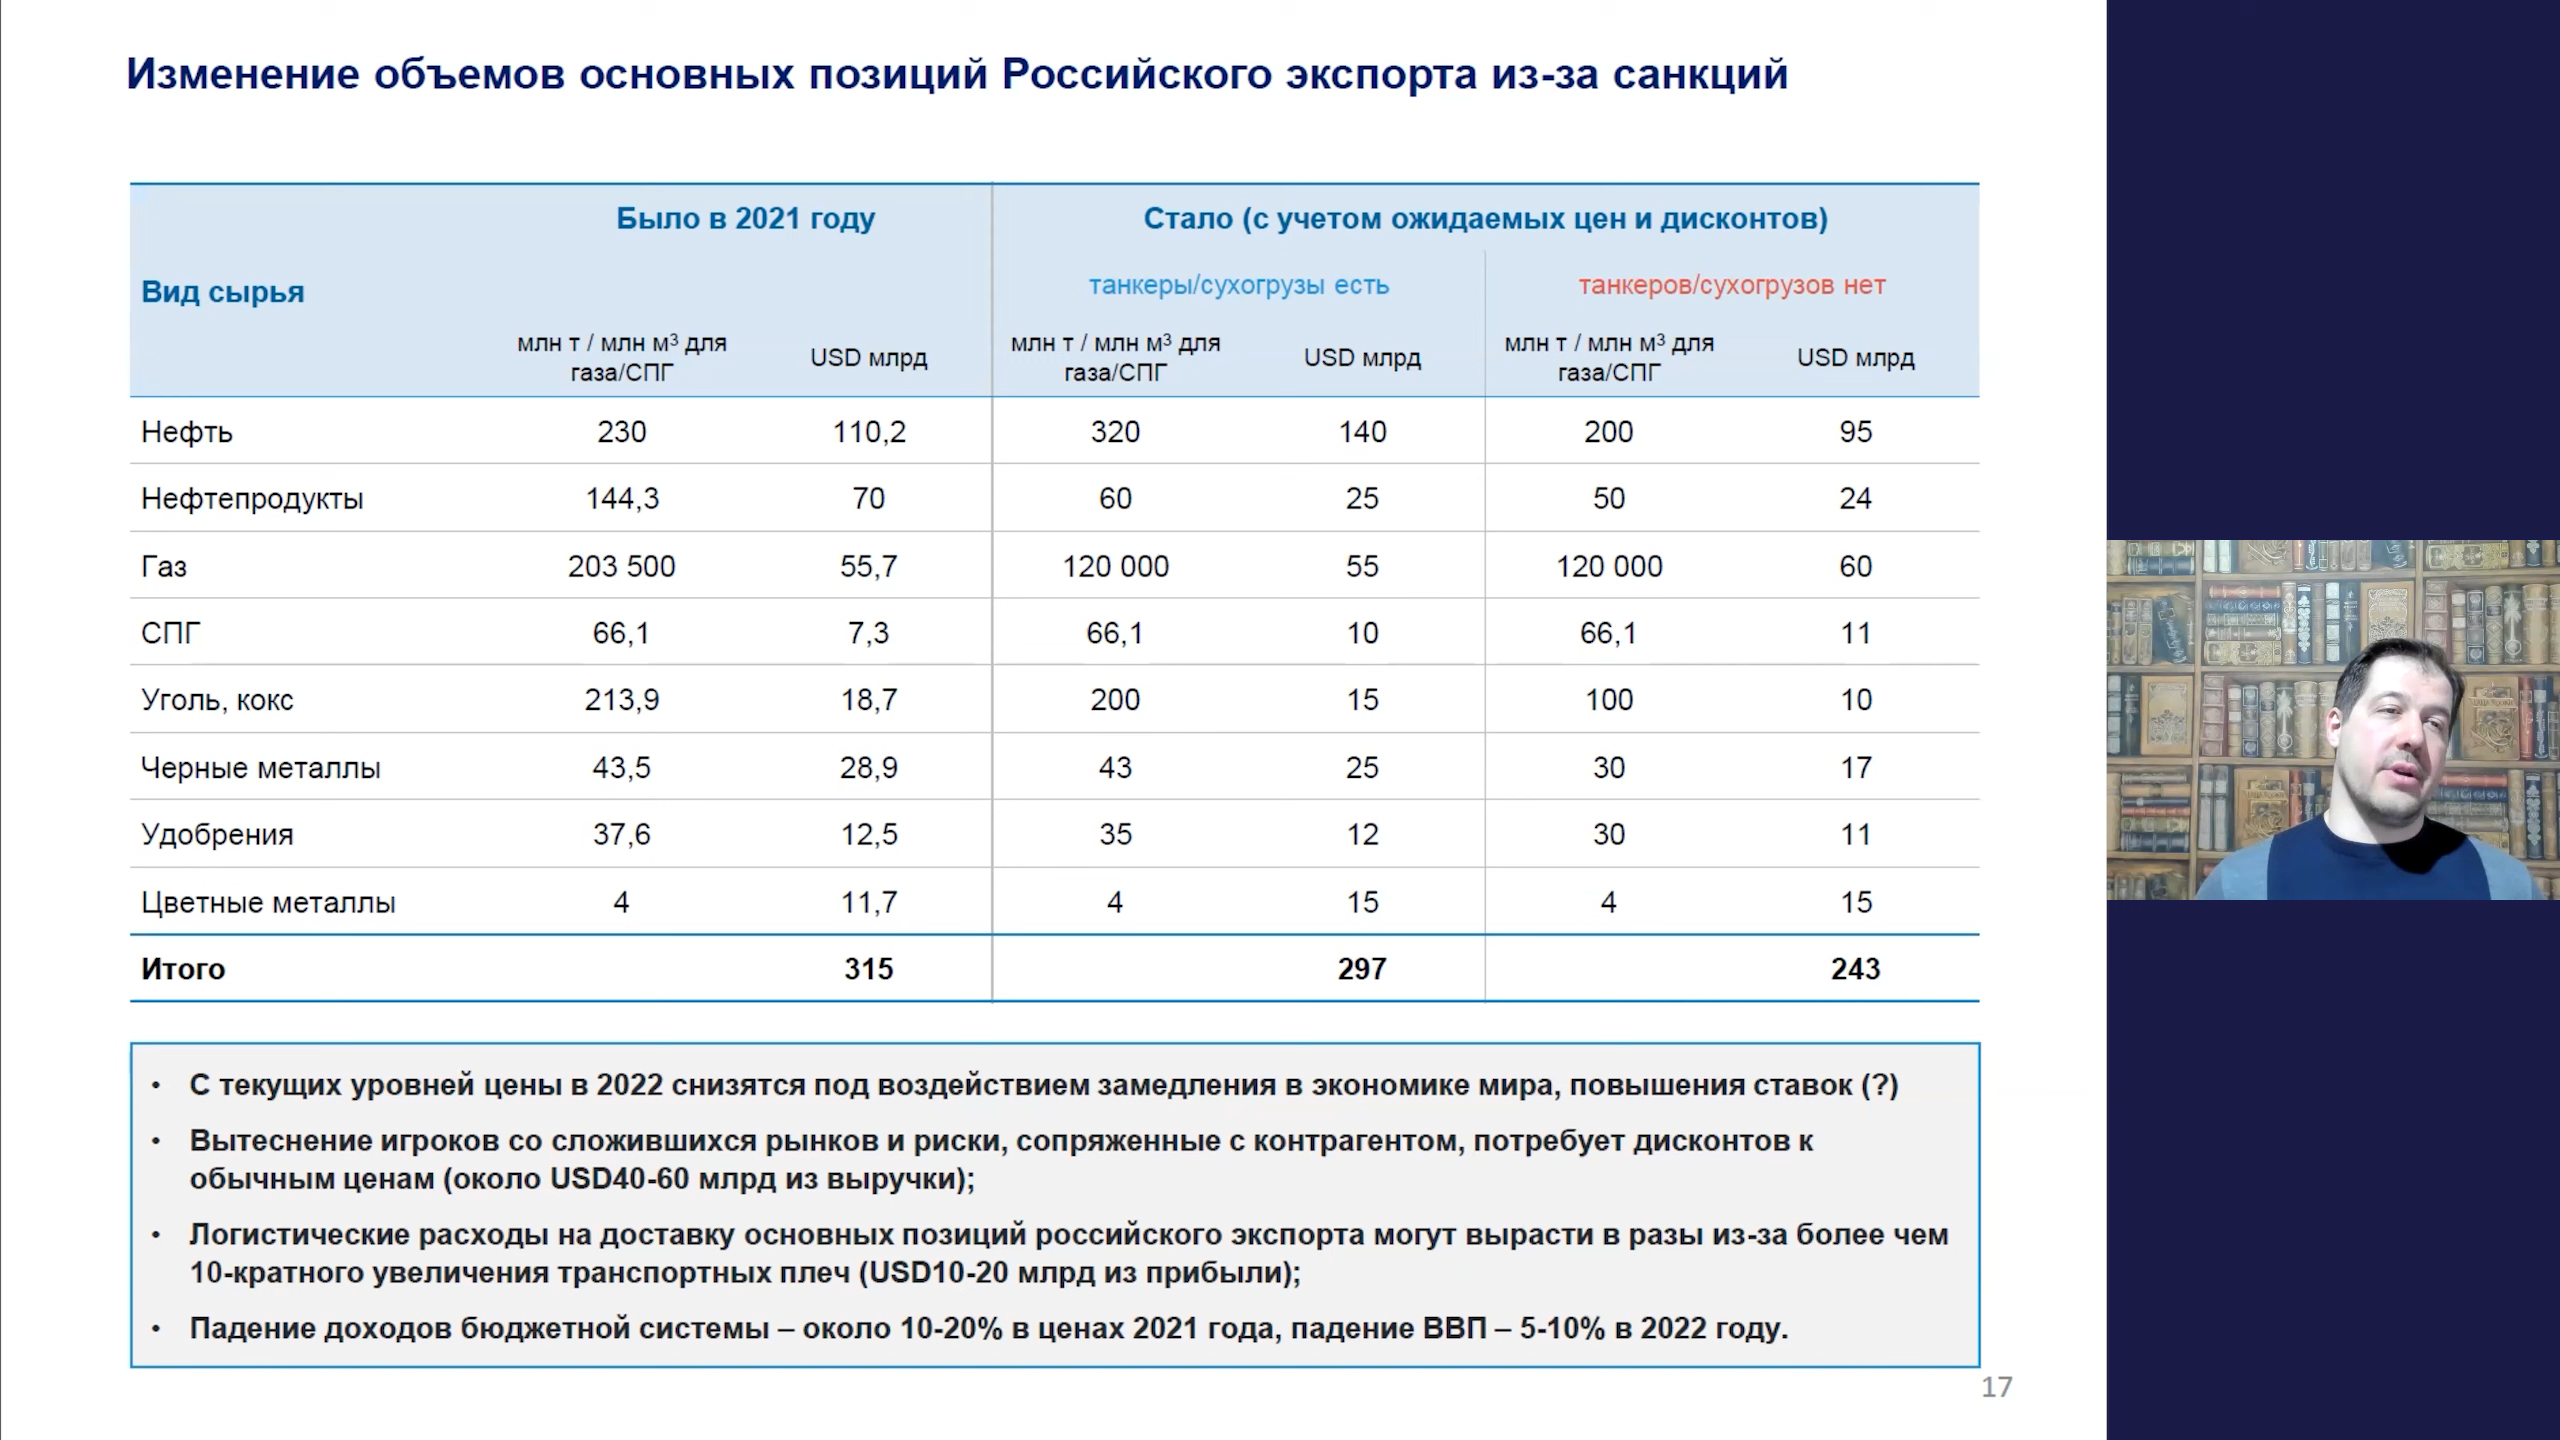 Изменение объемов основных позиций Российского экспорта из-за санкций
Вид сырья
Было в 2021 году
Стало (с учетом ожидаемых цен и дисконтов)
танкеры/сухогрузы есть
танкеров/сухогрузов нет
млн т / млн м³ для газа/СПГ
USD млрд
млн т / млн м³ для газа/СПГ
USD млрд
млн т / млн м³ для газа/СПГ
USD млрд
Нефть 230 110,2 320 140 200 95
Нефтепродукты 144,3 70 60 25 50 24
Газ 203 500 55,7 120 000 55 120 000 60
СПГ 66,1 7,3 66,1 10 66,1 11
Уголь, кокс 213,9 18,7 200 15 100 10
Черные металлы 43,5 28,9 43 25 30 17
Удобрения 37,6 12,5 35 12 30 11
Цветные металлы 4 11,7 4 15 4 15
Итого 315 297 243
• С текущих уровней цены в 2022 снизятся под воздействием замедления в экономике мира, повышения ставок (?)
• Вытеснение игроков со сложившихся рынков и риски, сопряженные с контрагентом, потребует дисконтов к
обычным ценам (около USD40-60 млрд из выручки);
• Логистические расходы на доставку основных позиций российского экспорта могут вырасти в разы из-за более чем
10-кратного увеличения транспортных плеч (USD10-20 млрд из прибыли);
• Падение доходов бюджетной системы – около 10-20% в ценах 2021 года, падение ВВП – 5-10% в 2022 году.
17